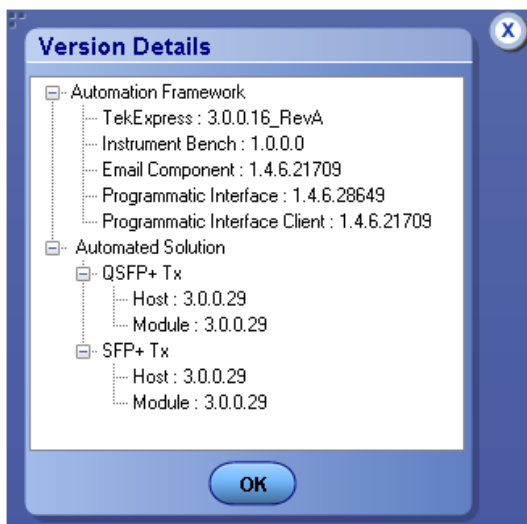 Version Details
X
Automation Framework
TekExpress : 3.0.0.16_RevA
Instrument Bench : 1.0.0.0
Email Component : 1.4.6.21709
Programmatic Interface : 1.4.6.28649
Programmatic Interface Client : 1.4.6.21709
Automated Solution
QSFP+ Tx
Host : 3.0.0.29
Module : 3.0.0.29
SFP+ Tx
Host : 3.0.0.29
Module : 3.0.0.29
OK